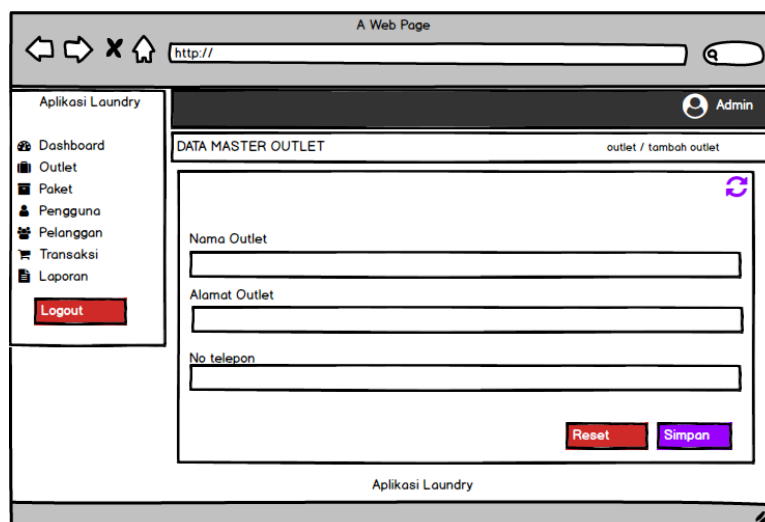 A Web Page
http://
Aplikasi Laundry
Admin
Dashboard
Outlet
Paket
Pengguna
Pelanggan
Transaksi
Laporan
Logout
DATA MASTER OUTLET
outlet / tambah outlet
Nama Outlet
Alamat Outlet
No telepon
Reset
Simpan
Aplikasi Laundry